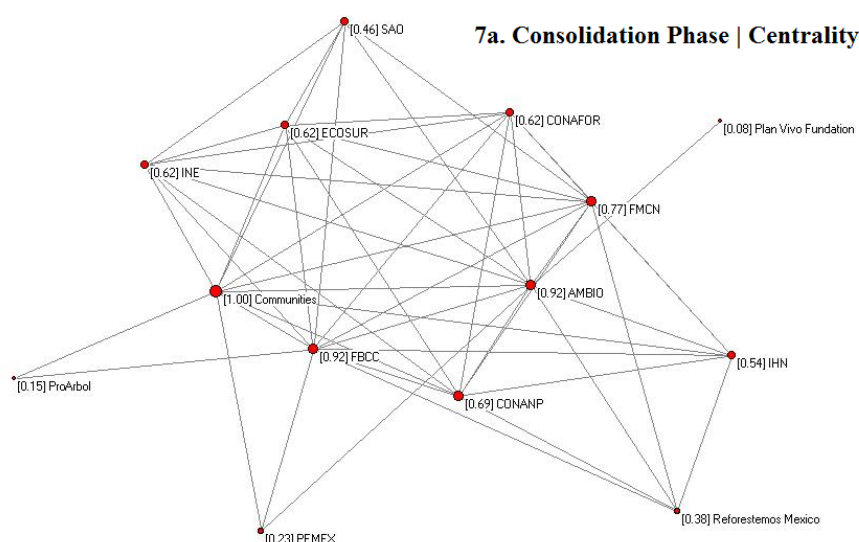 7a. Consolidation Phase | Centrality
[0.46] SAO
[0.62] CONAFOR
[0.62] ECOSUR
[0.08] Plan Vivo Fundation
[0.62] INE
[0.77] FMCN
[0.92] AMBIO
[1.00] Communities
[0.92] FBCC
[0.54] IHN
[0.15] ProArbol
[0.69] CONANP
[0.38] Reforestemos Mexico
[0.23] PEMEX